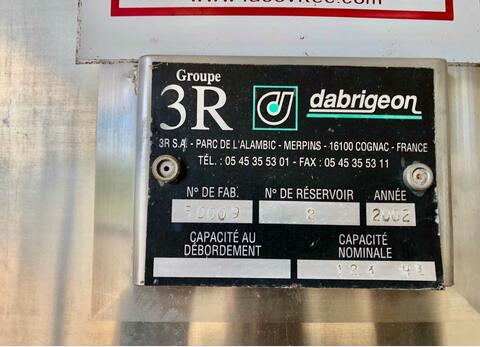 Groupe
3R dabrigeon
3R S.A. - PARC DE L'ALAMBIC - MERPINS - 16100 COGNAC - FRANCE
TÉL. : 05 45 35 53 01 - FAX : 05 45 35 53 11
N° DE FAB. N° DE RÉSERVOIR ANNÉE
2 2002
CAPACITÉ AU DÉBORDEMENT
CAPACITÉ NOMINALE